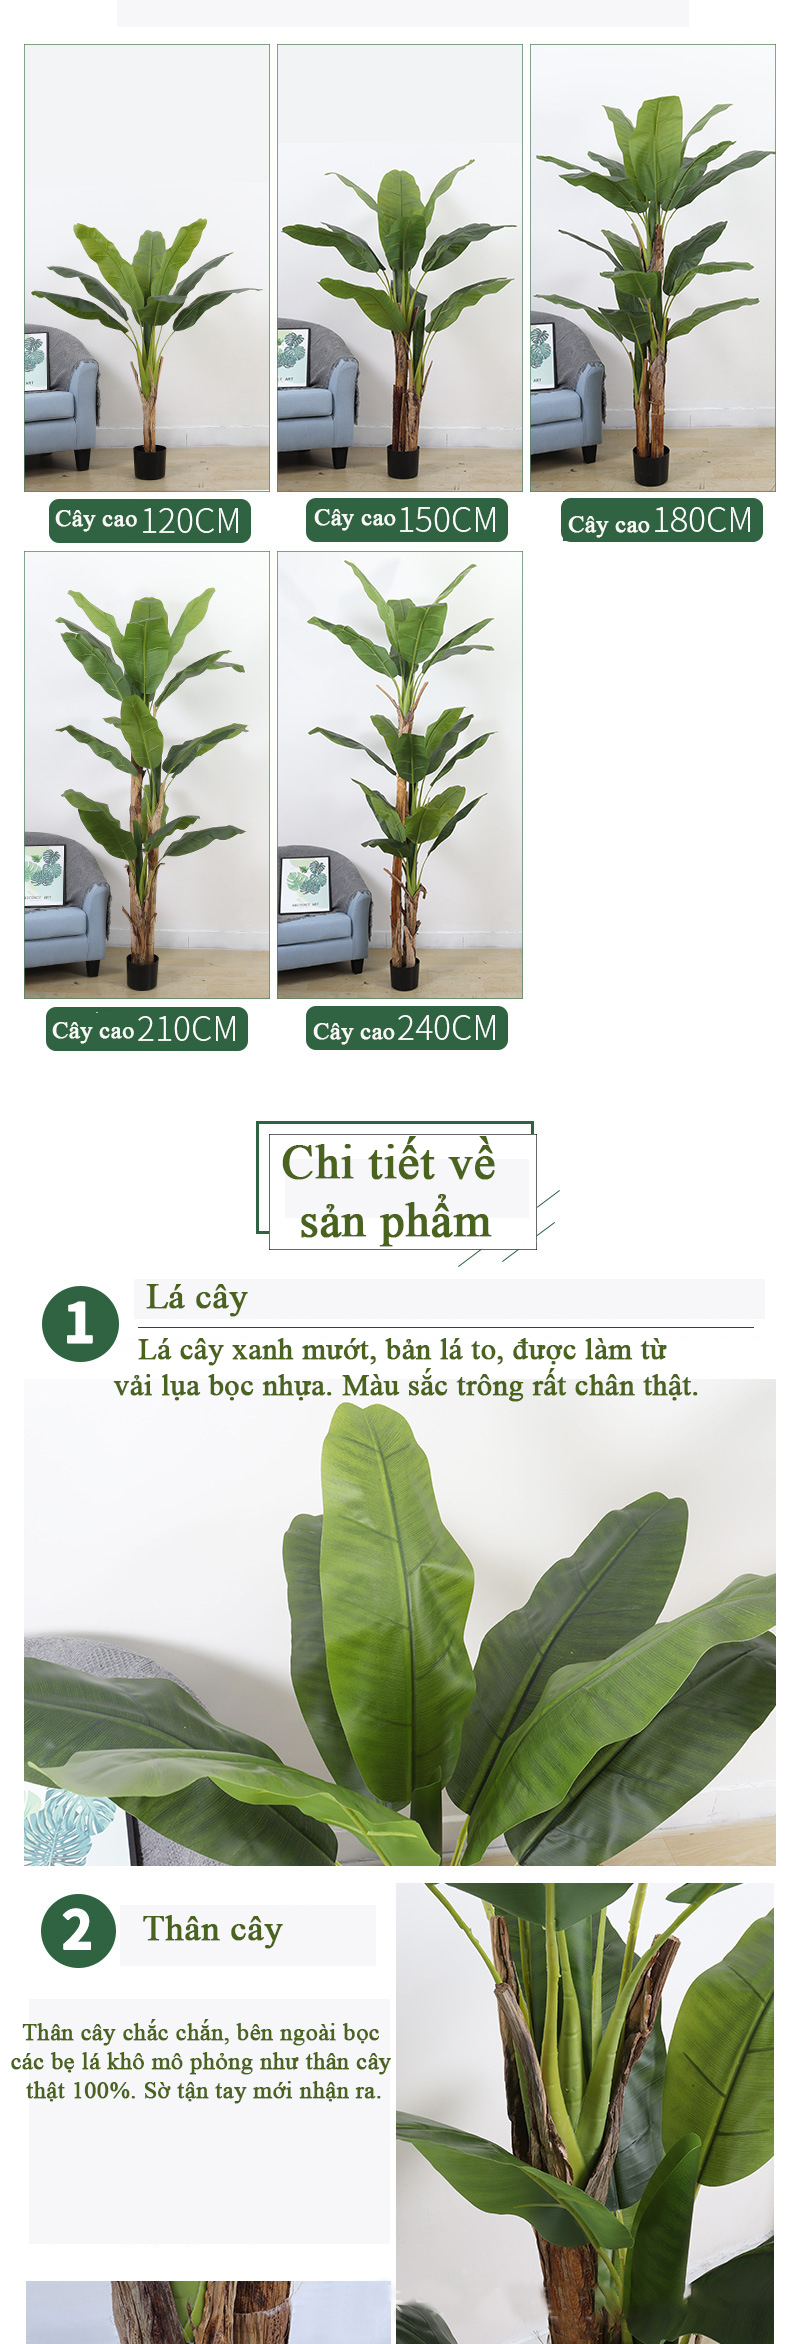 Cây cao 120CM
Cây cao 150CM
Cây cao 180CM
Cây cao 210CM
Cây cao 240CM
Chi tiết về
sản phẩm
1
Lá cây
Lá cây xanh mướt, bản lá to, được làm từ
vải lụa bọc nhựa. Màu sắc trông rất chân thật.
2
Thân cây
Thân cây chắc chắn, bên ngoài bọc
các bẹ lá khô mô phỏng như thân cây
thật 100%. Sờ tận tay mới nhận ra.